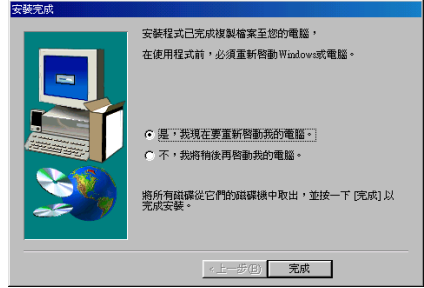 安裝完成
安裝程式已完成複製檔案至您的電腦，
在使用程式前，必須重新啟動Windows或電腦。
是，我現在要重新啟動我的電腦。
不，我將稍後再啟動我的電腦。
將所有磁碟從它們的磁碟機中取出，並按一下 [完成] 以
完成安裝。
<上一步(B)
完成